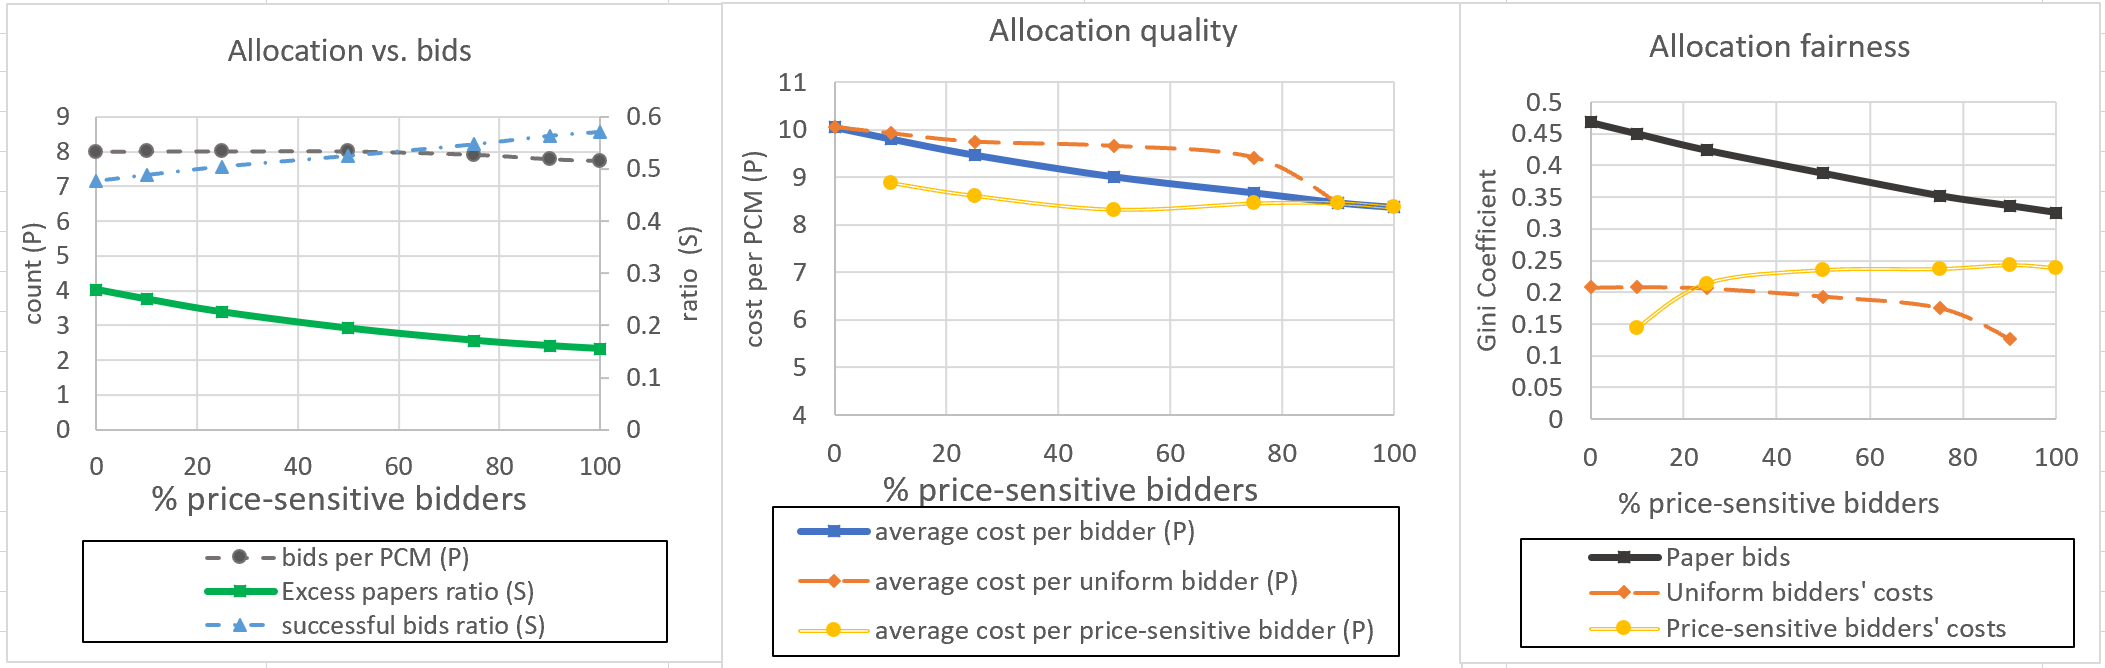 Allocation vs. bids
9
8
7
6
5
4
3
2
1
0
count (P)
0.6
0.5
0.4
0.3
0.2
0.1
0
ratio (S)
0 20 40 60 80 100
% price-sensitive bidders
bids per PCM (P)
Excess papers ratio (S)
successful bids ratio (S)
Allocation quality
11
10
9
8
7
6
5
4
cost per PCM (P)
0 20 40 60 80 100
% price-sensitive bidders
average cost per bidder (P)
average cost per uniform bidder (P)
average cost per price-sensitive bidder (P)
Allocation fairness
0.5
0.45
0.4
0.35
0.3
0.25
0.2
0.15
0.1
0.05
0
Gini Coefficient
0 20 40 60 80 100
% price-sensitive bidders
Paper bids
Uniform bidders' costs
Price-sensitive bidders' costs